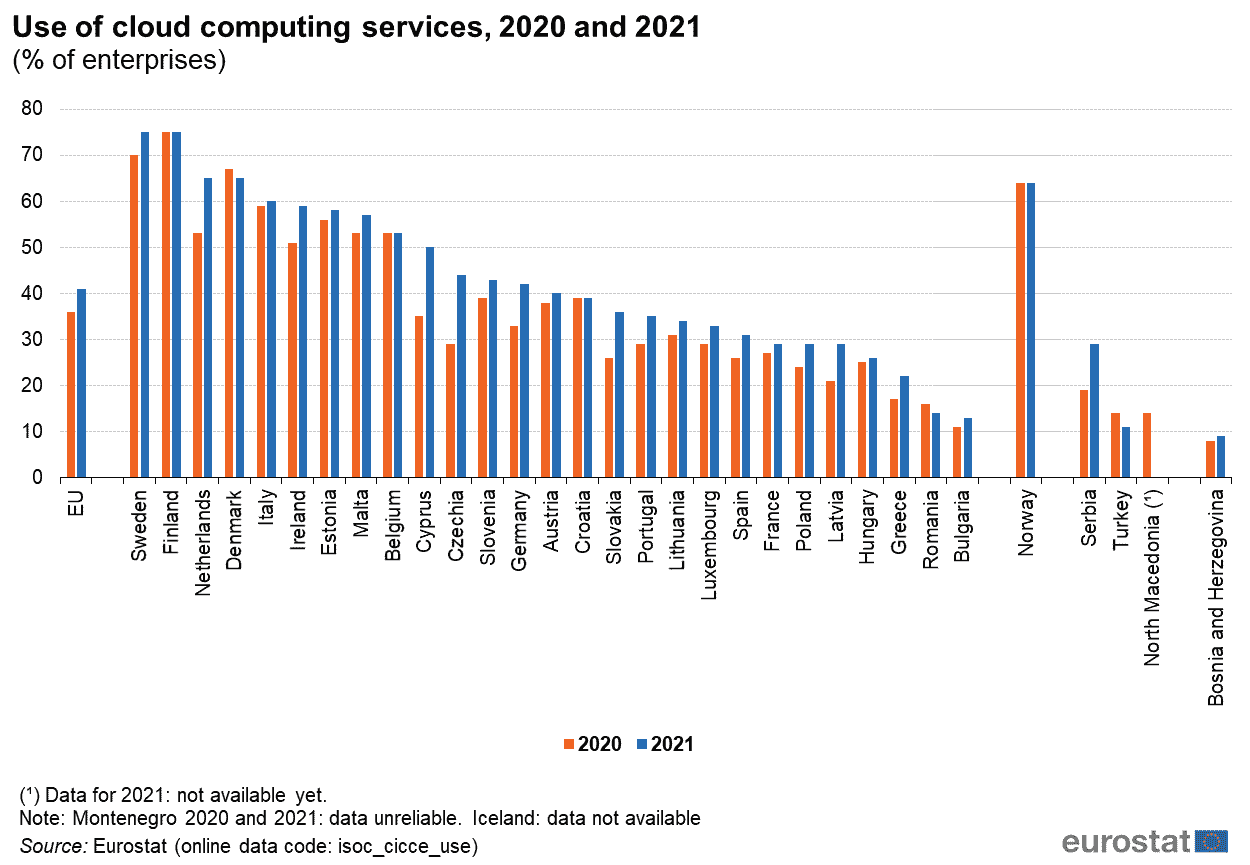 Use of cloud computing services, 2020 and 2021
(% of enterprises)
80
70
60
50
40
30
20
10
0
EU
Sweden
Finland
Netherlands
Denmark
Italy
Ireland
Estonia
Malta
Belgium
Cyprus
Czechia
Slovenia
Germany
Austria
Croatia
Slovakia
Portugal
Lithuania
Luxembourg
Spain
France
Poland
Latvia
Hungary
Greece
Romania
Bulgaria
Norway
Serbia
Turkey
North Macedonia (¹)
Bosnia and Herzegovina
2020 2021
(¹) Data for 2021: not available yet.
Note: Montenegro 2020 and 2021: data unreliable. Iceland: data not available
Source: Eurostat (online data code: isoc_cicce_use)
eurostat